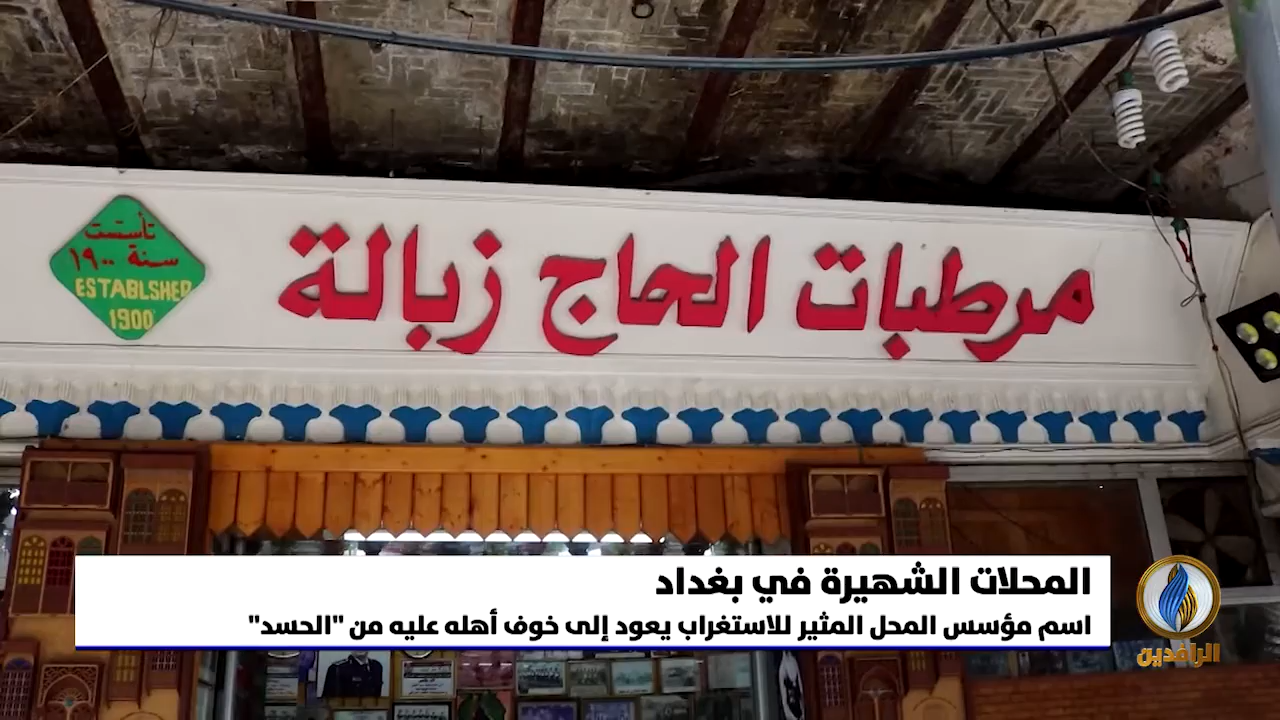 مرطبات الحاج زبالة
تأسست
سنة ١٩٠٠
ESTABLSHED
1900
المحلات الشهيرة في بغداد
اسم مؤسس المحل المثير للاستغراب يعود إلى خوف أهله عليه من "الحسد"
الرافدين